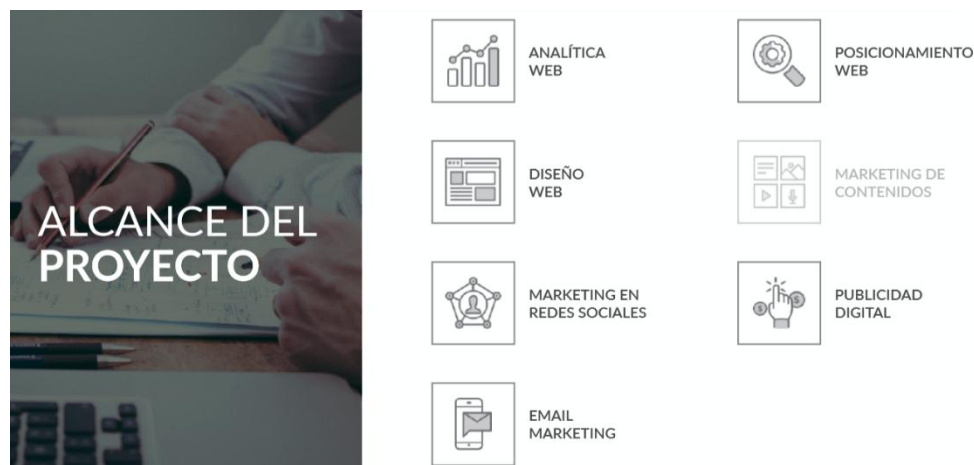 ALCANCE DEL
PROYECTO
ANALÍTICA
WEB
POSICIONAMIENTO
WEB
DISEÑO
WEB
MARKETING DE
CONTENIDOS
MARKETING EN
REDES SOCIALES
PUBLICIDAD
DIGITAL
EMAIL
MARKETING